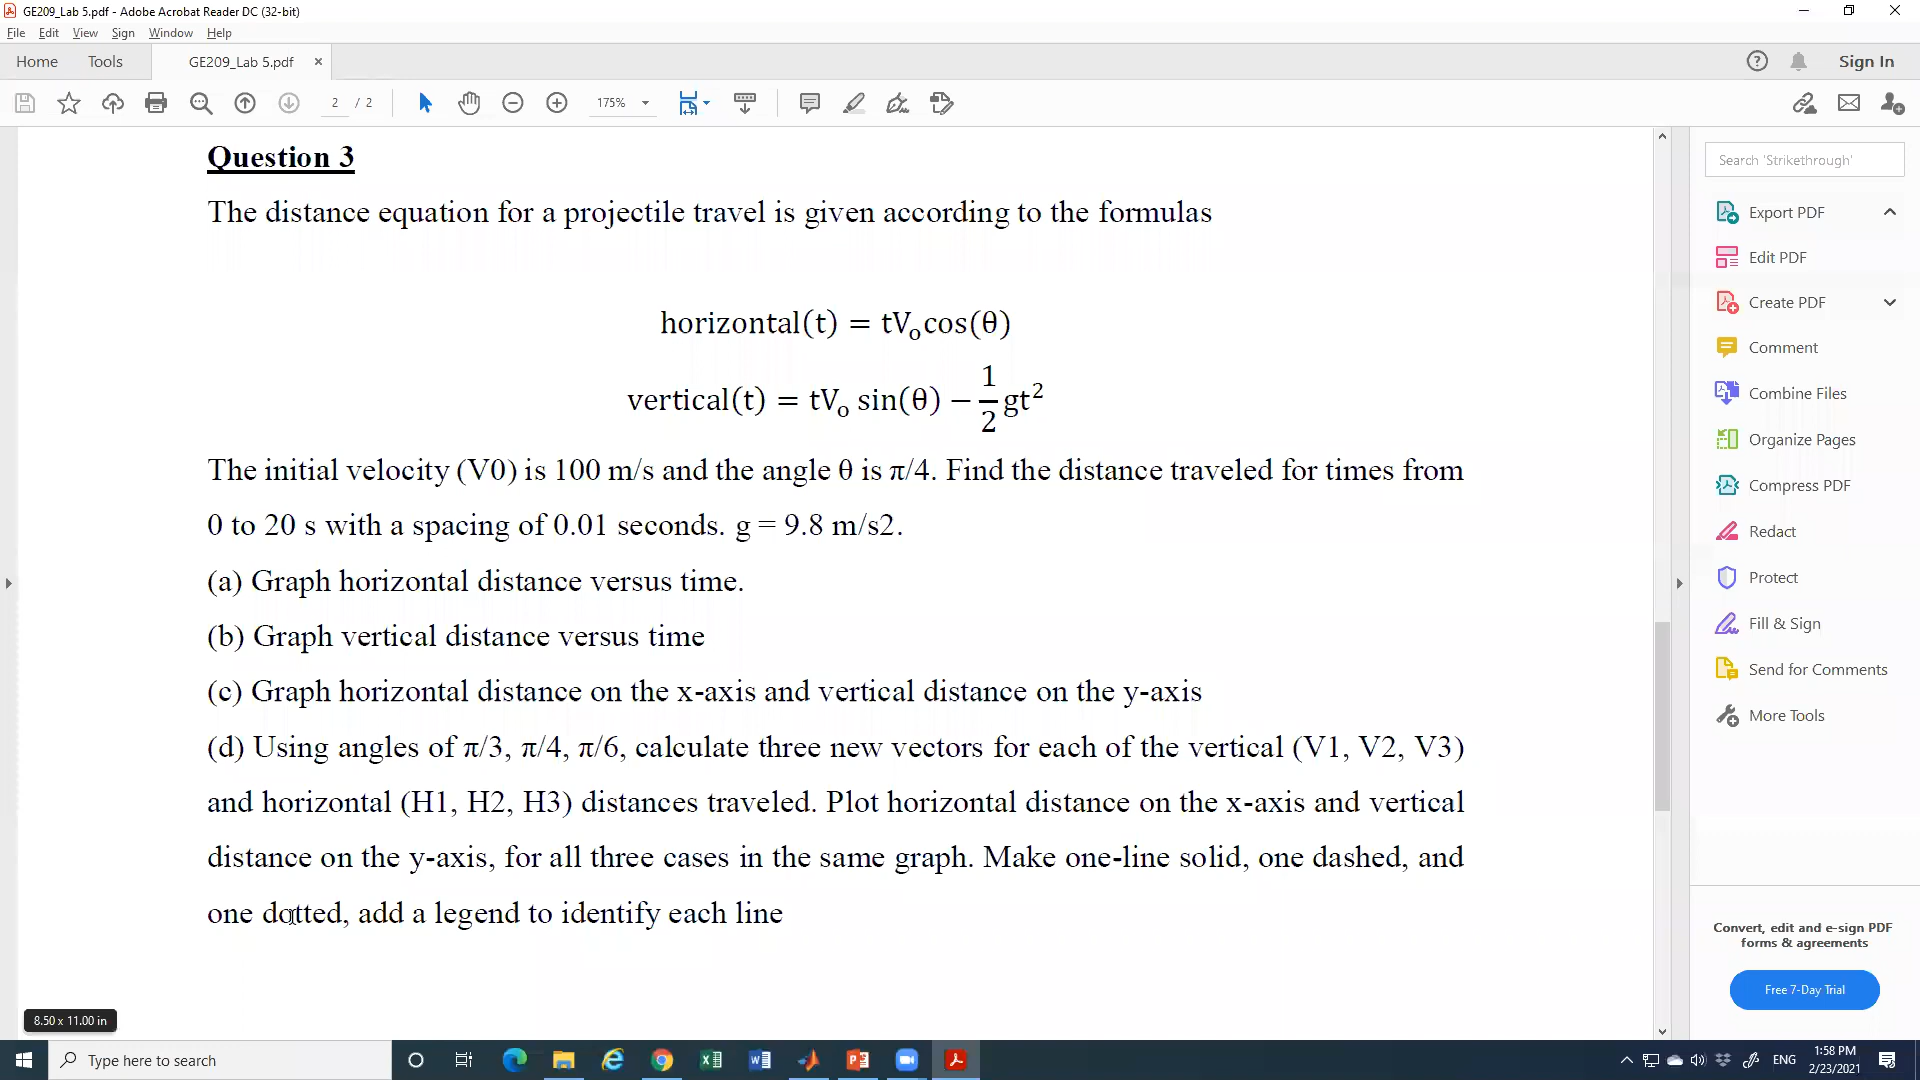 GE209_Lab 5.pdf - Adobe Acrobat Reader DC (32-bit)
File Edit View Sign Window Help
Home Tools GE209_Lab 5.pdf × Sign In
2 / 2 175%
Question 3
The distance equation for a projectile travel is given according to the formulas
horizontal(t) = tVₒcos(θ)
vertical(t) = tVₒ sin(θ) − 1/2 gt²
The initial velocity (V0) is 100 m/s and the angle θ is π/4. Find the distance traveled for times from
0 to 20 s with a spacing of 0.01 seconds. g = 9.8 m/s2.
(a) Graph horizontal distance versus time.
(b) Graph vertical distance versus time
(c) Graph horizontal distance on the x-axis and vertical distance on the y-axis
(d) Using angles of π/3, π/4, π/6, calculate three new vectors for each of the vertical (V1, V2, V3)
and horizontal (H1, H2, H3) distances traveled. Plot horizontal distance on the x-axis and vertical
distance on the y-axis, for all three cases in the same graph. Make one-line solid, one dashed, and
one dotted, add a legend to identify each line
8.50 x 11.00 in
Search 'Strikethrough'
Export PDF
Edit PDF
Create PDF
Comment
Combine Files
Organize Pages
Compress PDF
Redact
Protect
Fill & Sign
Send for Comments
More Tools
Convert, edit and e-sign PDF
forms & agreements
Free 7-Day Trial
Type here to search
ENG
1:58 PM
2/23/2021